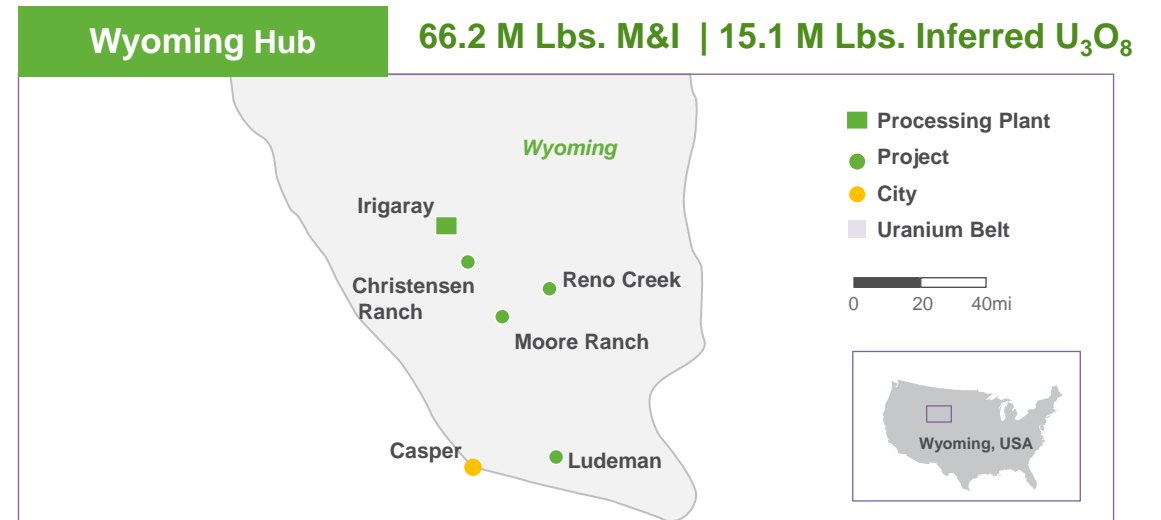 Wyoming Hub
66.2 M Lbs. M&I | 15.1 M Lbs. Inferred U₃O₈
Wyoming
Irigaray
Christensen
Ranch
Reno Creek
Moore Ranch
Casper
Ludeman
Processing Plant
Project
City
Uranium Belt
0 20 40mi
Wyoming, USA